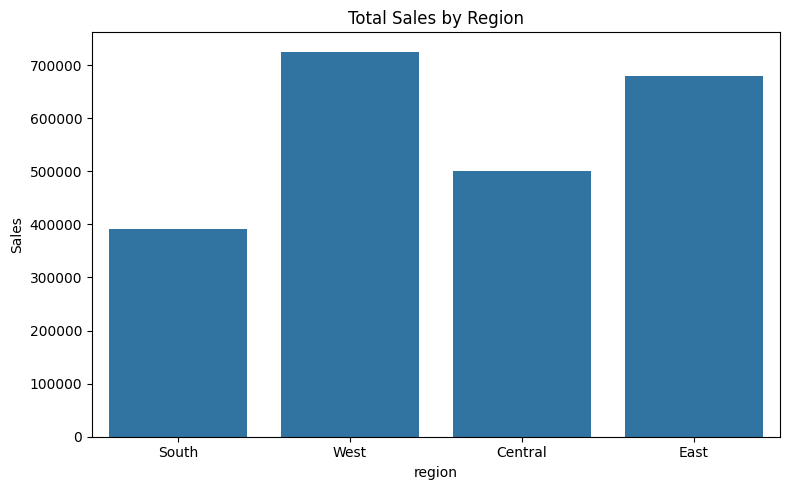 Total Sales by Region
700000
600000
500000
400000
300000
200000
100000
0
Sales
South West Central East
region